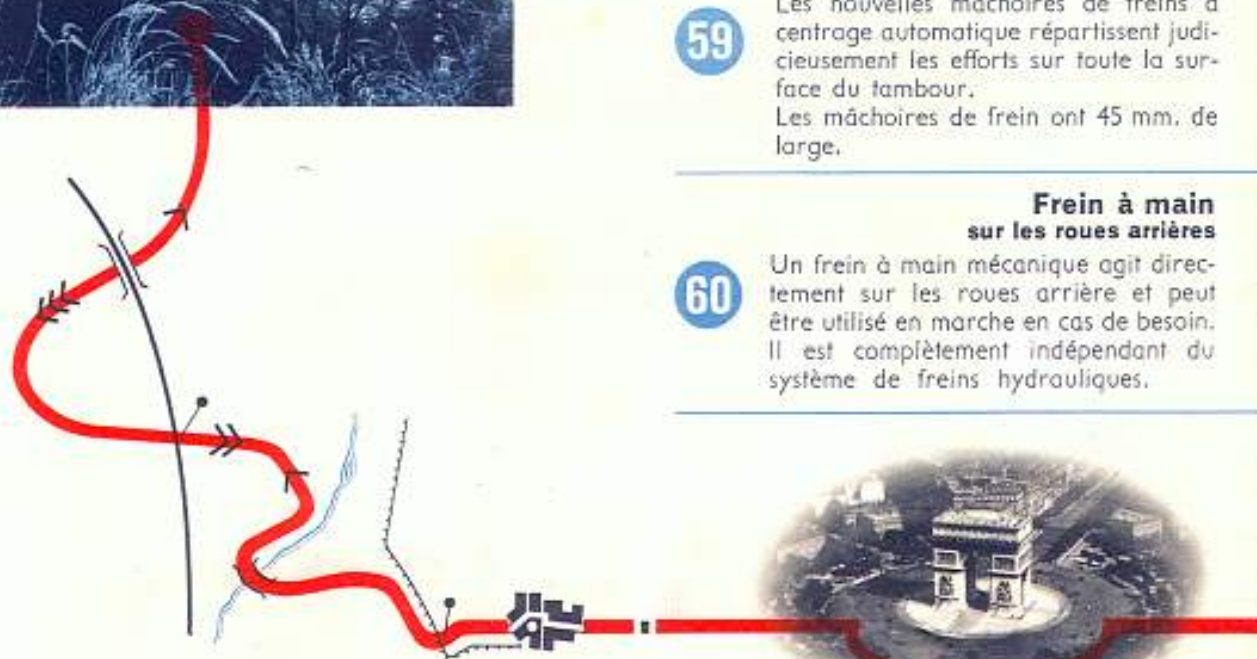 Les nouvelles mâchoires de freins à
59
centrage automatique répartissent judi-
cieusement les efforts sur toute la sur-
face du tambour.
Les mâchoires de frein ont 45 mm. de
large.
Frein à main
sur les roues arrières
60
Un frein à main mécanique agit direc-
tement sur les roues arrière et peut
être utilisé en marche en cas de besoin.
Il est complètement indépendant du
système de freins hydrauliques.